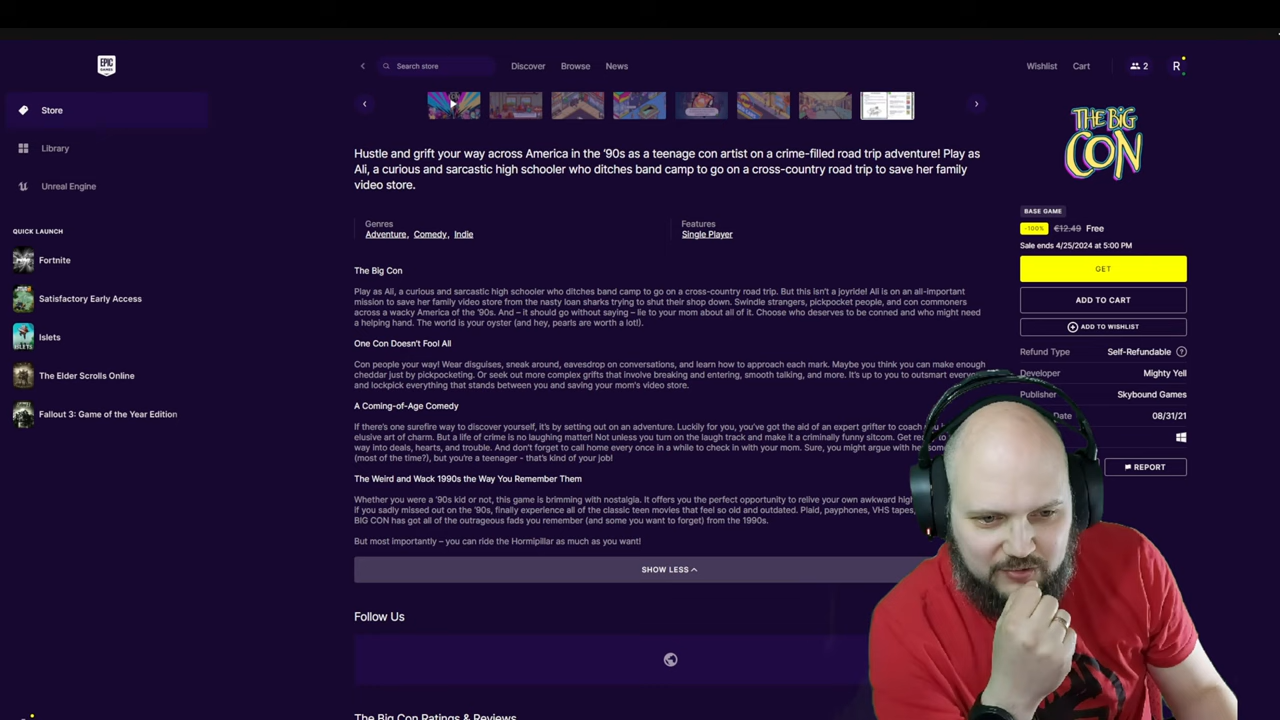 EPIC GAMES
Search store
Discover
Browse
News
Wishlist
Cart
2
R
Store
Library
Unreal Engine
QUICK LAUNCH
Fortnite
Satisfactory Early Access
Islets
The Elder Scrolls Online
Fallout 3: Game of the Year Edition
Hustle and grift your way across America in the '90s as a teenage con artist on a crime-filled road trip adventure! Play as
Ali, a curious and sarcastic high schooler who ditches band camp to go on a cross-country road trip to save her family
video store.
Genres
Adventure, Comedy, Indie
Features
Single Player
The Big Con
Play as Ali, a curious and sarcastic high schooler who ditches band camp to go on a cross-country road trip. But this isn't a joyride! Ali is on an all-important
mission to save her family video store from the nasty loan sharks trying to shut their shop down. Swindle strangers, pickpocket people, and con commoners
across a wacky America of the '90s. And – it should go without saying – lie to your mom about all of it. Choose who deserves to be conned and who might need
a helping hand. The world is your oyster (and hey, pearls are worth a lot!).
One Con Doesn't Fool All
Con people your way! Wear disguises, sneak around, eavesdrop on conversations, and learn how to approach each mark. Maybe you think you can make enough
cheddar just by pickpocketing. Or seek out more complex grifts that involve breaking and entering, smooth talking, and more. It's up to you to outsmart
and lockpick everything that stands between you and saving your mom's video store.
A Coming-of-Age Comedy
If there's one surefire way to discover yourself, it's by setting out on an adventure. Luckily for you, you've got the aid of an expert grifter to coach
elusive art of charm. But a life of crime is no laughing matter! Not unless you turn on the laugh track and make it a criminally funny sitcom. Get
way into deals, hearts, and trouble. And don't forget to call home every once in a while to check in with your mom. Sure, you might argue with her
(most of the time?), but you're a teenager - that's kind of your job!
The Weird and Wack 1990s the Way You Remember Them
Whether you were a '90s kid or not, this game is brimming with nostalgia. It offers you the perfect opportunity to relive your own awkward
If you sadly missed out on the '90s, finally experience all of the classic teen movies that feel so old and outdated. Plaid, payphones, VHS tapes,
BIG CON has got all of the outrageous fads you remember (and some you want to forget) from the 1990s.
But most importantly – you can ride the Hormipillar as much as you want!
SHOW LESS
Follow Us
The Big Con Ratings & Reviews
THE BIG CON
BASE GAME
-100% €12.49 Free
Sale ends 4/25/2024 at 5:00 PM
GET
ADD TO CART
ADD TO WISHLIST
Refund Type Self-Refundable
Developer Mighty Yell
Publisher Skybound Games
Date 08/31/21
REPORT